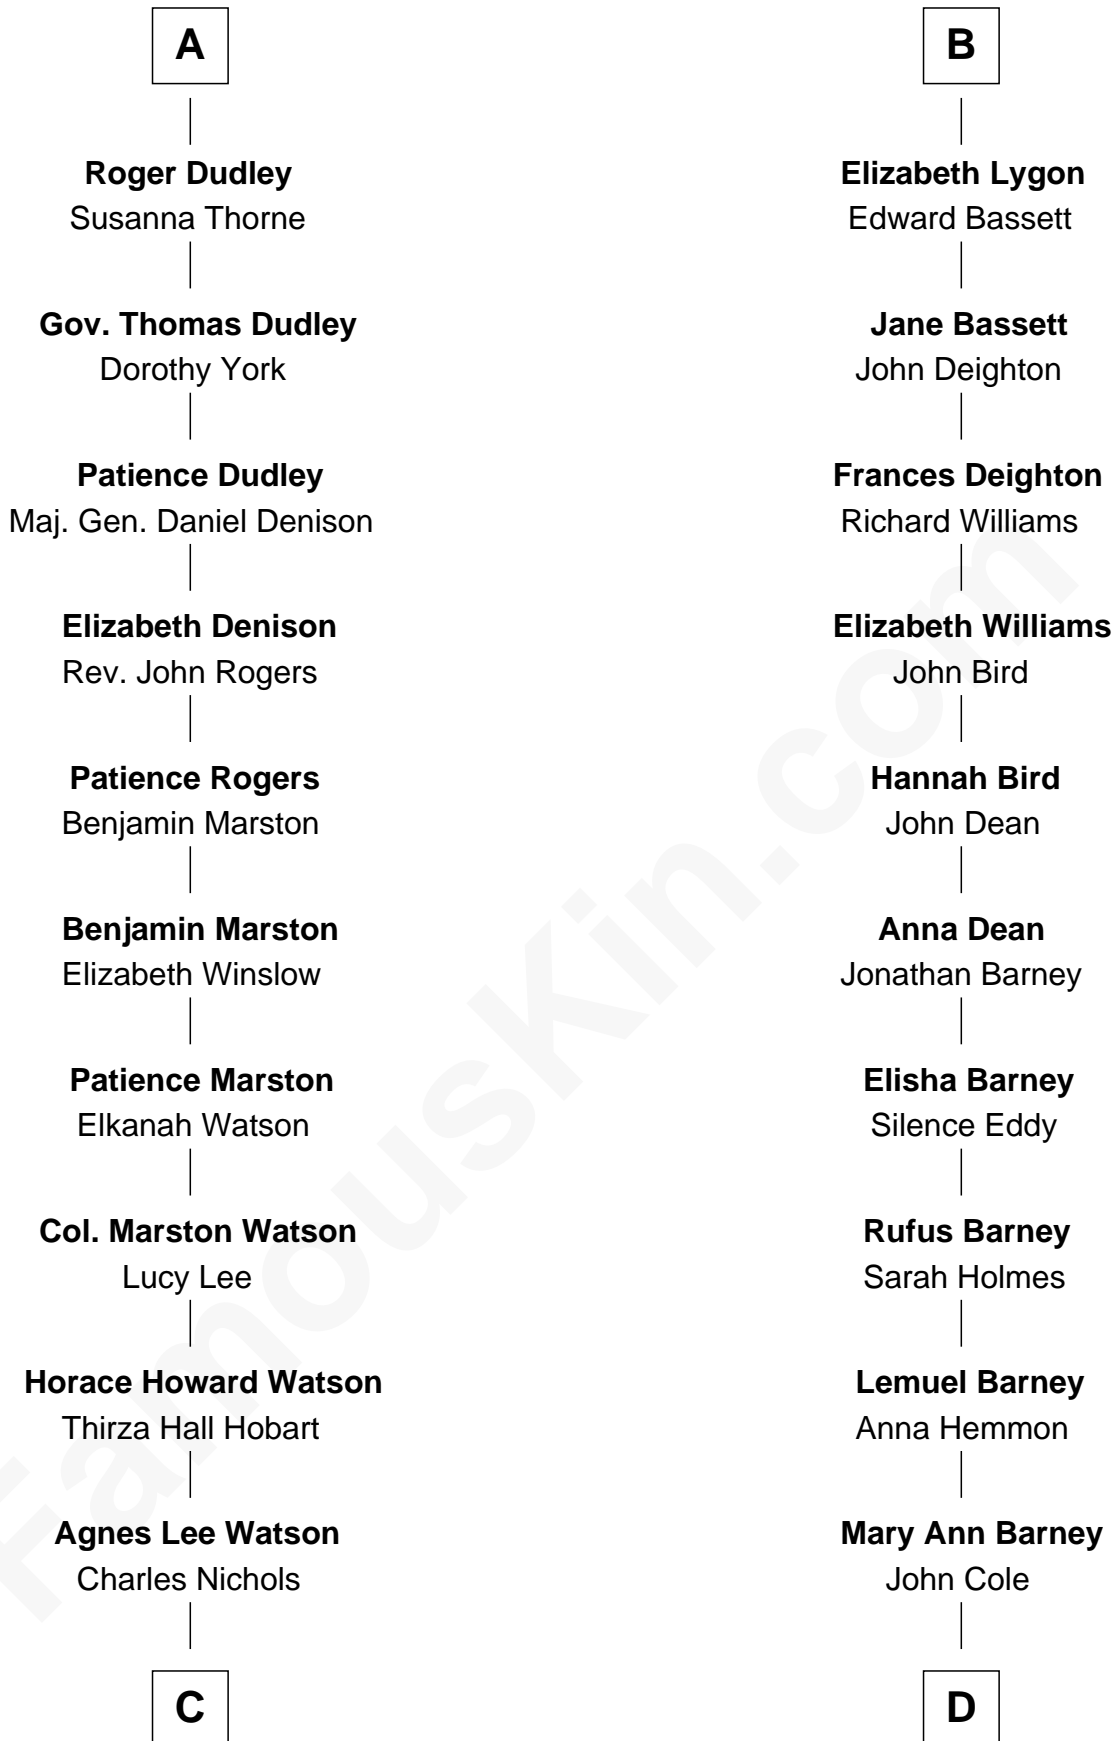 A
Roger Dudley
Susanna Thorne
Gov. Thomas Dudley
Dorothy York
Patience Dudley
Maj. Gen. Daniel Denison
Elizabeth Denison
Rev. John Rogers
Patience Rogers
Benjamin Marston
Benjamin Marston
Elizabeth Winslow
Patience Marston
Elkanah Watson
Col. Marston Watson
Lucy Lee
Horace Howard Watson
Thirza Hall Hobart
Agnes Lee Watson
Charles Nichols
C
B
Elizabeth Lygon
Edward Bassett
Jane Bassett
John Deighton
Frances Deighton
Richard Williams
Elizabeth Williams
John Bird
Hannah Bird
John Dean
Anna Dean
Jonathan Barney
Elisha Barney
Silence Eddy
Rufus Barney
Sarah Holmes
Lemuel Barney
Anna Hemmon
Mary Ann Barney
John Cole
D
FamousKin.com